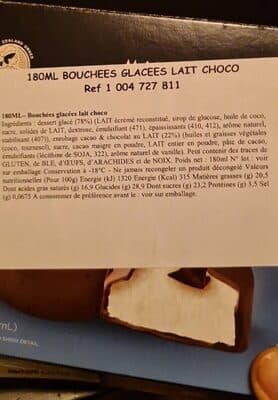 180ML BOUCHEES GLACEES LAIT CHOCO
Ref 1 004 727 811
180ML– Bouchées glacées lait choco
Ingrédients : dessert glacé (78%) (LAIT écrémé reconstitué, sirop de glucose, huile de coco,
sucre, solides de LAIT, dextrose, émulsifiant (471), épaississants (410, 412), arôme naturel,
stabilisant (407)), enrobage cacao & chocolat au LAIT (22%) (huiles et graisses végétales
(coco, tournesol), sucre, cacao maigre en poudre, LAIT entier en poudre, pâte de cacao,
émulsifiants (lécithine de SOJA, 322), arôme naturel de vanille). Peut contenir des traces de
GLUTEN, de BLE, D'ŒUFS, d'ARACHIDES et de NOIX. Poids net : 180ml N° lot : voir
sur emballage Conservation à -18°C – Ne jamais recongeler un produit décongelé Valeurs
nutritionnelles (Pour 100g) Energie (kJ) 1320 Energie (Kcal) 315 Matières grasses (g) 20,5
Dont acides gras saturés (g) 16,9 Glucides (g) 28,9 Dont sucres (g) 23,2 Protéines (g) 3,5 Sel
(g) 0,0675 A consommer de préférence avant le : voir sur emballage.
mL)